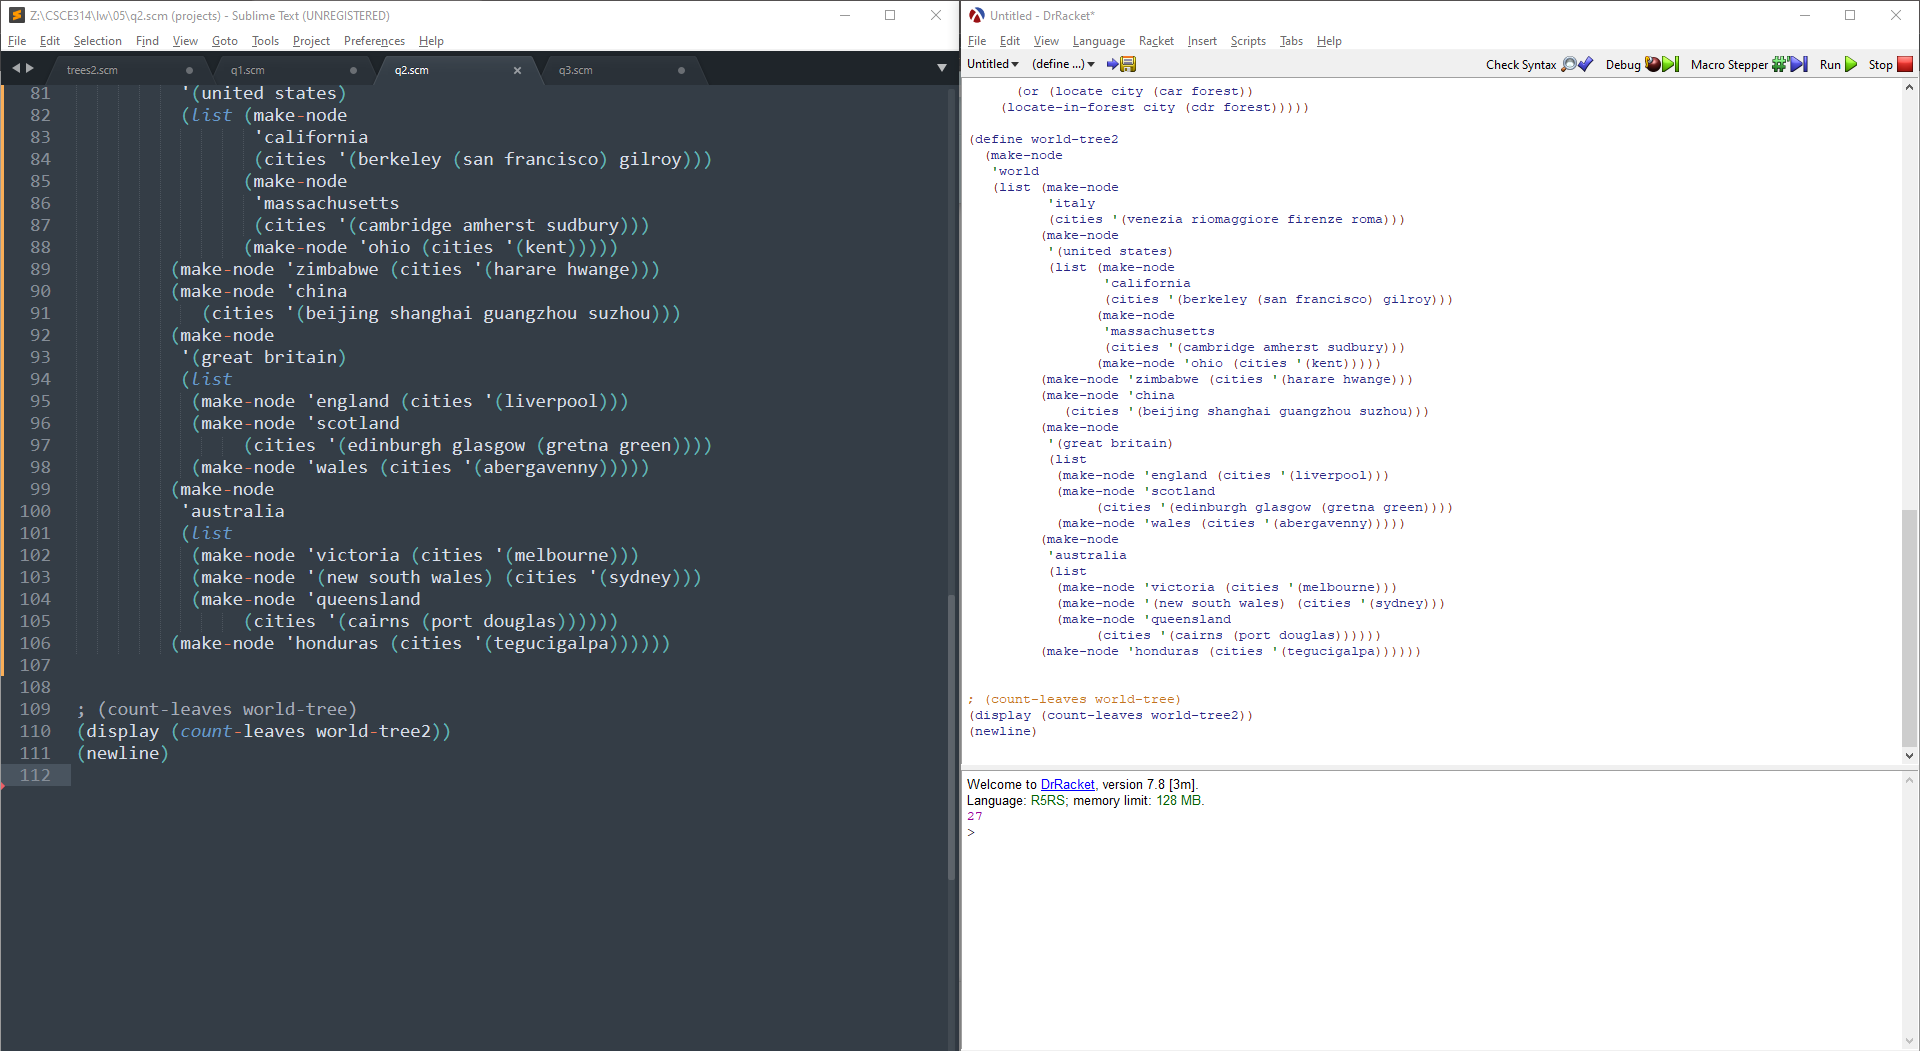 Z:\CSCE314\lw\05\q2.scm (projects) - Sublime Text (UNREGISTERED)
File Edit Selection Find View Goto Tools Project Preferences Help
trees2.scm q1.scm q2.scm q3.scm
81 '(united states)
82 (list (make-node
83 'california
84 (cities '(berkeley (san francisco) gilroy)))
85 (make-node
86 'massachusetts
87 (cities '(cambridge amherst sudbury)))
88 (make-node 'ohio (cities '(kent)))))
89 (make-node 'zimbabwe (cities '(harare hwange)))
90 (make-node 'china
91 (cities '(beijing shanghai guangzhou suzhou)))
92 (make-node
93 '(great britain)
94 (list
95 (make-node 'england (cities '(liverpool)))
96 (make-node 'scotland
97 (cities '(edinburgh glasgow (gretna green))))
98 (make-node 'wales (cities '(abergavenny)))))
99 (make-node
100 'australia
101 (list
102 (make-node 'victoria (cities '(melbourne)))
103 (make-node '(new south wales) (cities '(sydney)))
104 (make-node 'queensland
105 (cities '(cairns (port douglas))))))
106 (make-node 'honduras (cities '(tegucigalpa))))))
107
108
109 ; (count-leaves world-tree)
110 (display (count-leaves world-tree2))
111 (newline)
112
Untitled - DrRacket*
File Edit View Language Racket Insert Scripts Tabs Help
Untitled (define ...) Check Syntax Debug Macro Stepper Run Stop
(or (locate city (car forest))
(locate-in-forest city (cdr forest)))))
(define world-tree2
(make-node
'world
(list (make-node
'italy
(cities '(venezia riomaggiore firenze roma)))
(make-node
'(united states)
(list (make-node
'california
(cities '(berkeley (san francisco) gilroy)))
(make-node
'massachusetts
(cities '(cambridge amherst sudbury)))
(make-node 'ohio (cities '(kent)))))
(make-node 'zimbabwe (cities '(harare hwange)))
(make-node 'china
(cities '(beijing shanghai guangzhou suzhou)))
(make-node
'(great britain)
(list
(make-node 'england (cities '(liverpool)))
(make-node 'scotland
(cities '(edinburgh glasgow (gretna green))))
(make-node 'wales (cities '(abergavenny)))))
(make-node
'australia
(list
(make-node 'victoria (cities '(melbourne)))
(make-node '(new south wales) (cities '(sydney)))
(make-node 'queensland
(cities '(cairns (port douglas))))))
(make-node 'honduras (cities '(tegucigalpa))))))
; (count-leaves world-tree)
(display (count-leaves world-tree2))
(newline)
Welcome to DrRacket, version 7.8 [3m].
Language: R5RS; memory limit: 128 MB.
27
>